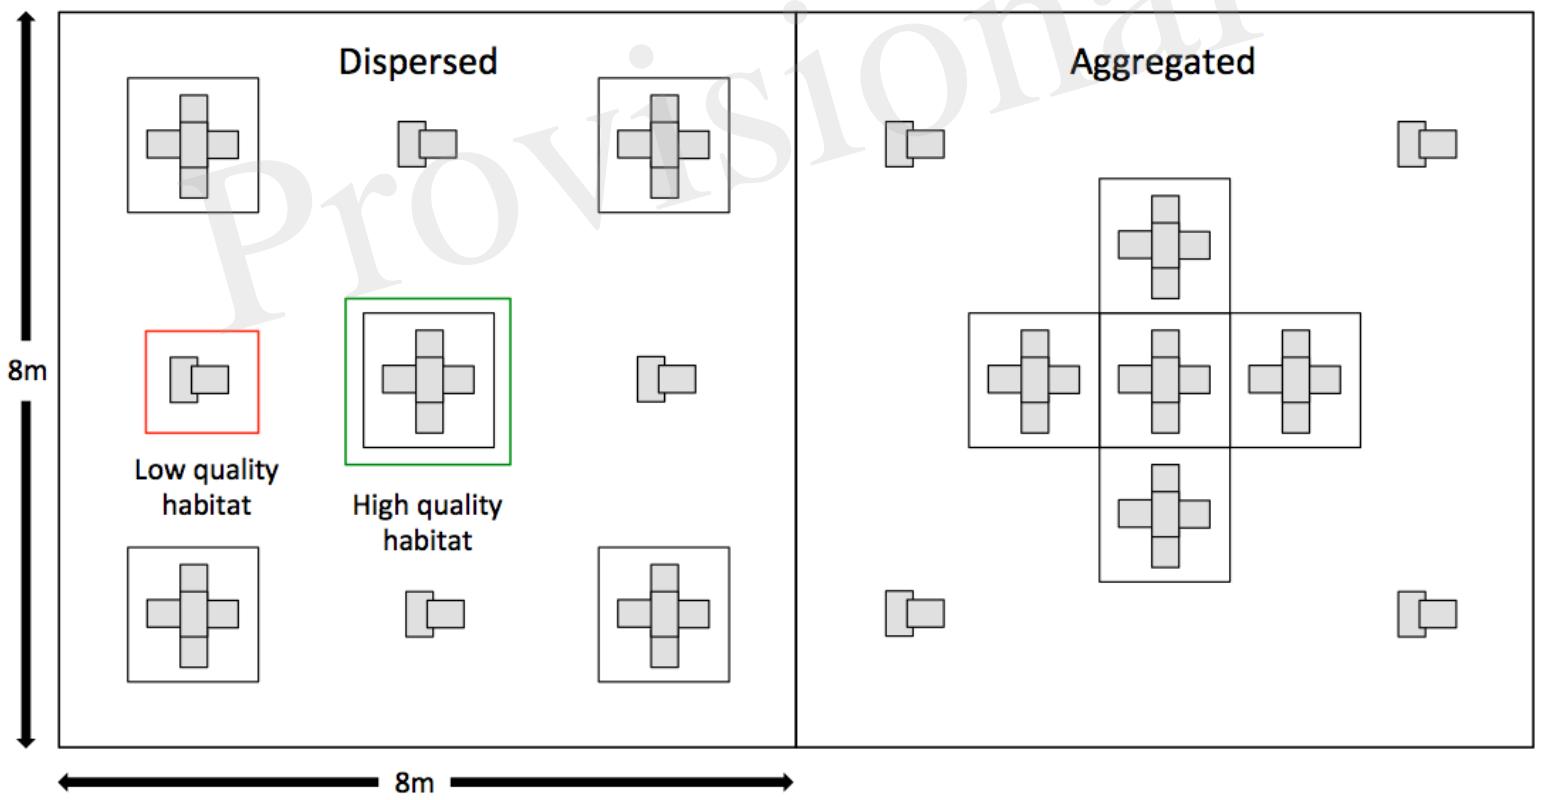 Provisional
Dispersed
Aggregated
8m
Low quality
habitat
High quality
habitat
8m